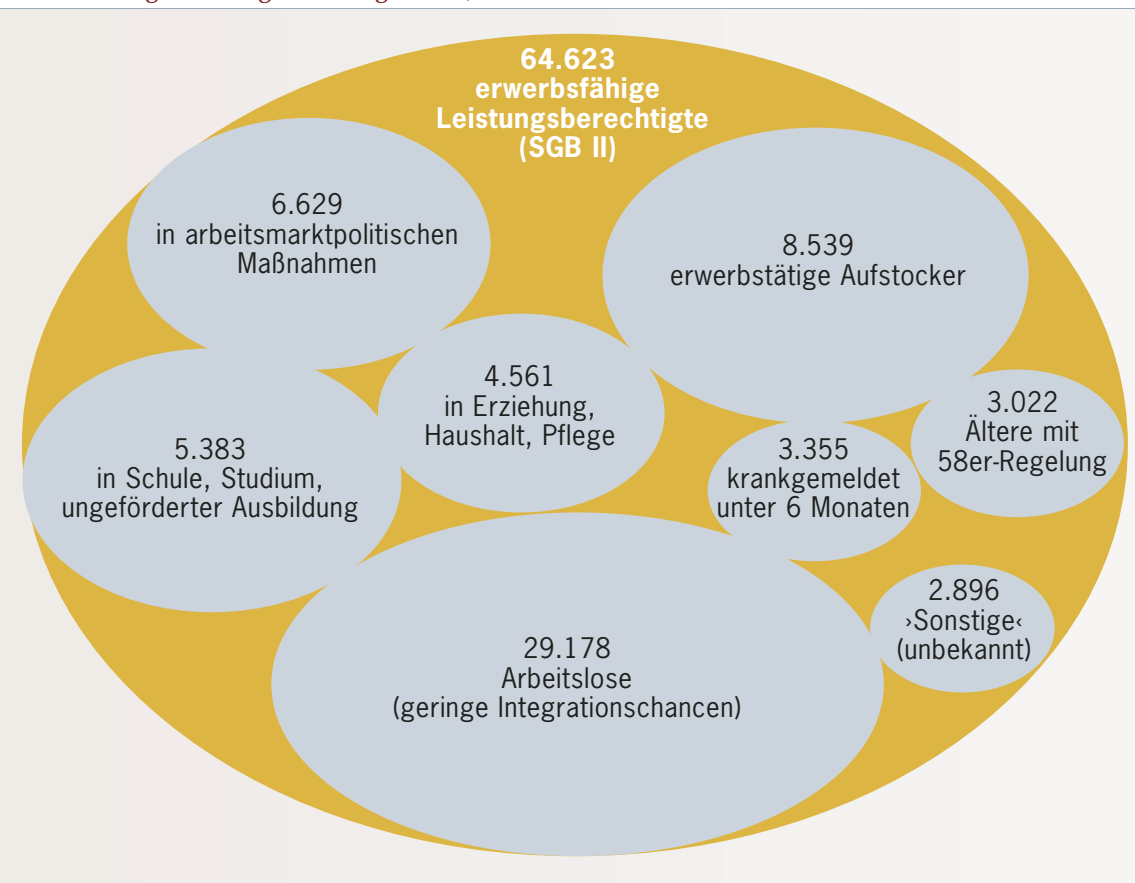 64.623
erwerbsfähige
Leistungsberechtigte
(SGB II)
6.629
in arbeitsmarktpolitischen
Maßnahmen
8.539
erwerbstätige Aufstocker
4.561
in Erziehung,
Haushalt, Pflege
3.022
Ältere mit
58er-Regelung
5.383
in Schule, Studium,
ungeförderter Ausbildung
3.355
krankgemeldet
unter 6 Monaten
2.896
›Sonstige‹
(unbekannt)
29.178
Arbeitslose
(geringe Integrationschancen)